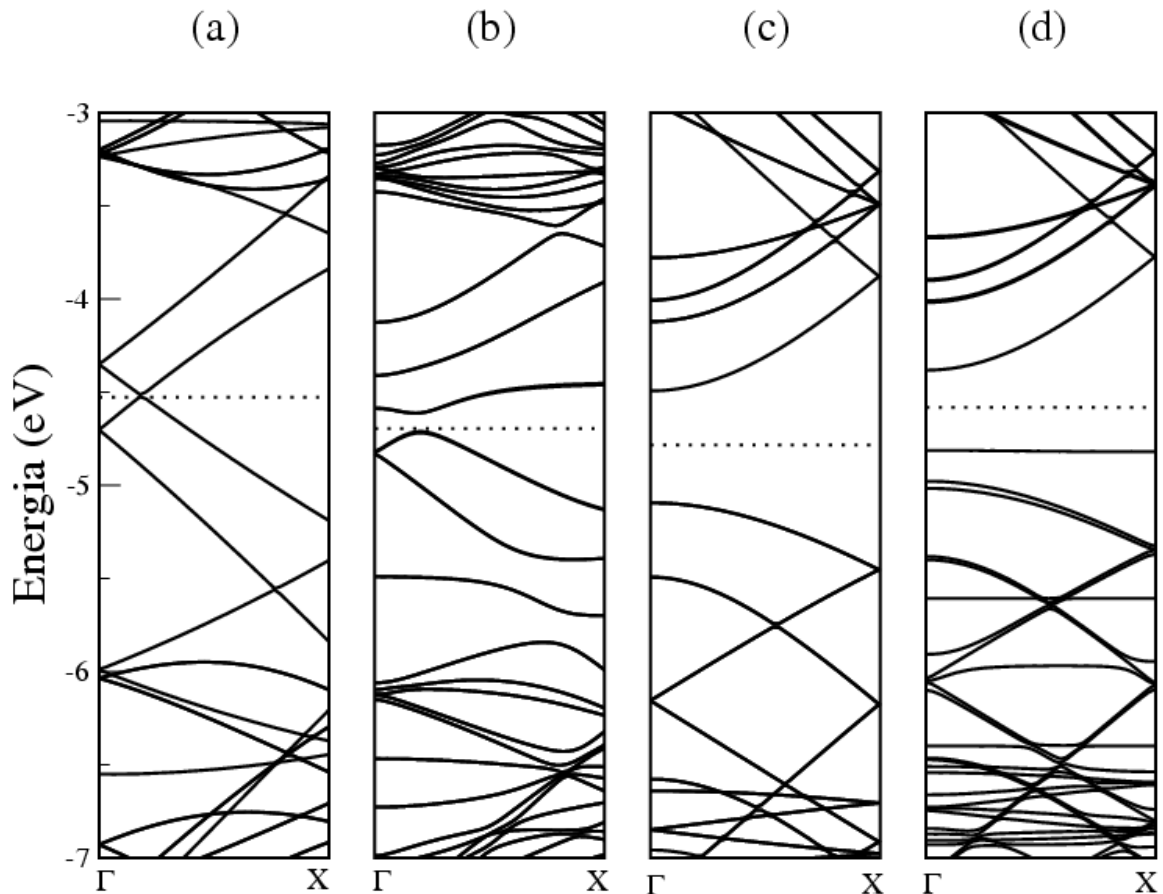 (a) (b) (c) (d)
Energia (eV)
-3
-4
-5
-6
-7
Γ X Γ X Γ X Γ X